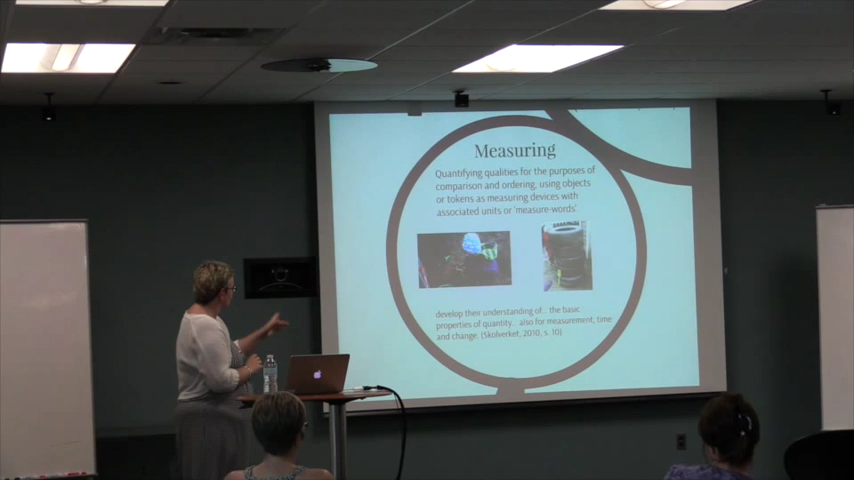 Measuring
Quantifying qualities for the purposes of
comparison and ordering, using objects
or tokens as measuring devices with
associated units or 'measure-words'.
develop their understanding of... the basic
properties of quantity... also for measurement, time
and change, (Skolverket, 2010, s. 10)